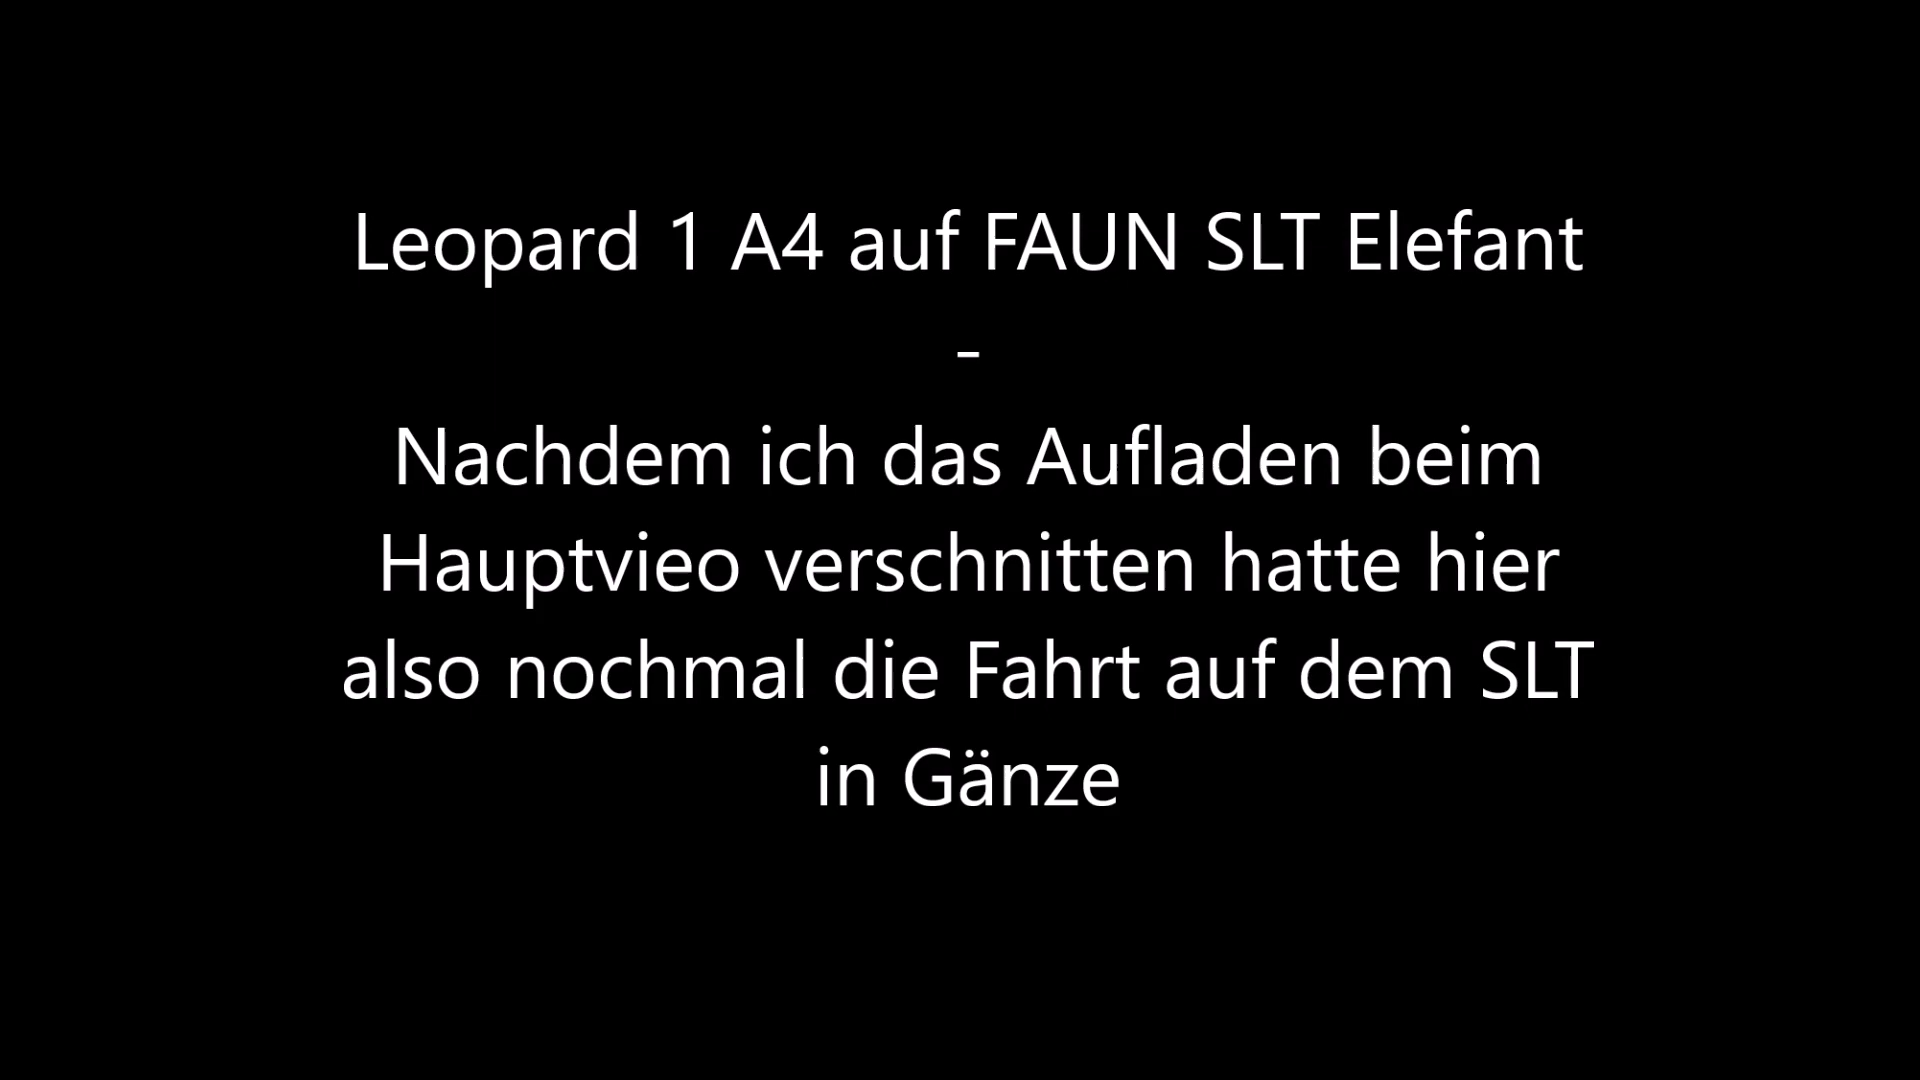 Leopard 1 A4 auf FAUN SLT Elefant
-
Nachdem ich das Aufladen beim
Hauptvieo verschnitten hatte hier
also nochmal die Fahrt auf dem SLT
in Gänze